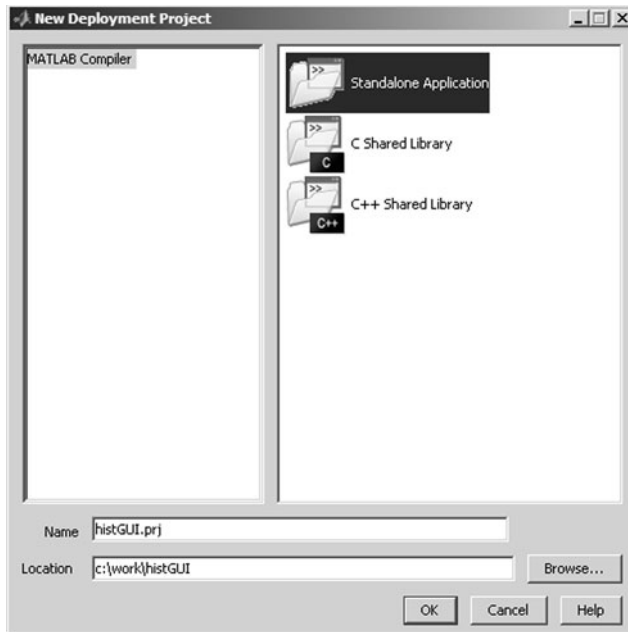 New Deployment Project
MATLAB Compiler
>>
Standalone Application
>>
C
C Shared Library
>>
C++
C++ Shared Library
Name histGUI.prj
Location c:\work\histGUI Browse...
OK Cancel Help